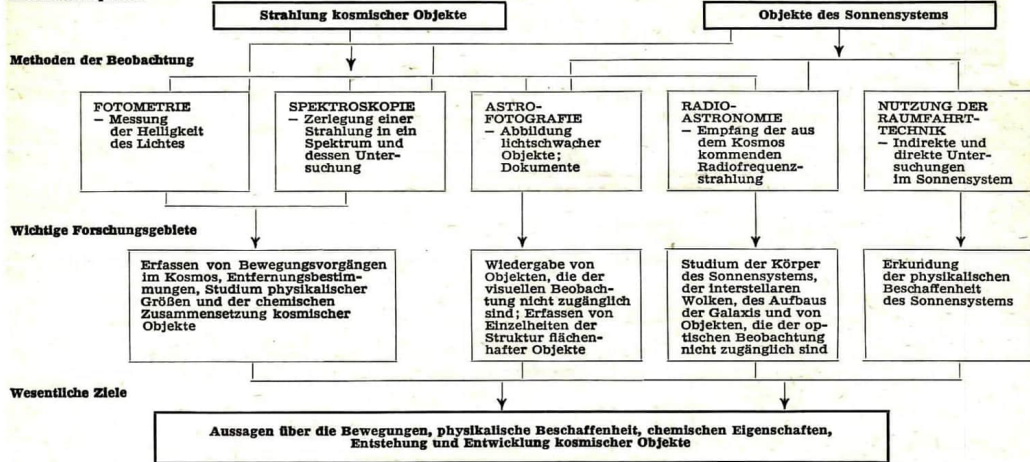 Strahlung kosmischer Objekte
Objekte des Sonnensystems
Methoden der Beobachtung
FOTOMETRIE
– Messung
der Helligkeit
des Lichtes
SPEKTROSKOPIE
– Zerlegung einer
Strahlung in ein
Spektrum und
dessen Unter-
suchung
ASTRO-
FOTOGRAFIE
– Abbildung
lichtschwacher
Objekte;
Dokumente
RADIO-
ASTRONOMIE
– Empfang der aus
dem Kosmos
kommenden
Radiofrequenz-
strahlung
NUTZUNG DER
RAUMFAHRT-
TECHNIK
– Indirekte und
direkte Unter-
suchungen
im Sonnensystem
Wichtige Forschungsgebiete
Erfassen von Bewegungsvorgängen
im Kosmos, Entfernungsbestim-
mungen, Studium physikalischer
Größen und der chemischen
Zusammensetzung kosmischer
Objekte
Wiedergabe von
Objekten, die der
visuellen Beobach-
tung nicht zugänglich
sind; Erfassen von
Einzelheiten der
Struktur flächen-
hafter Objekte
Studium der Körper
des Sonnensystems,
der interstellaren
Wolken, des Aufbaus
der Galaxis und von
Objekten, die der op-
tischen Beobachtung
nicht zugänglich sind
Erkundung
der physikalischen
Beschaffenheit
des Sonnensystems
Wesentliche Ziele
Aussagen über die Bewegungen, physikalische Beschaffenheit, chemischen Eigenschaften,
Entstehung und Entwicklung kosmischer Objekte